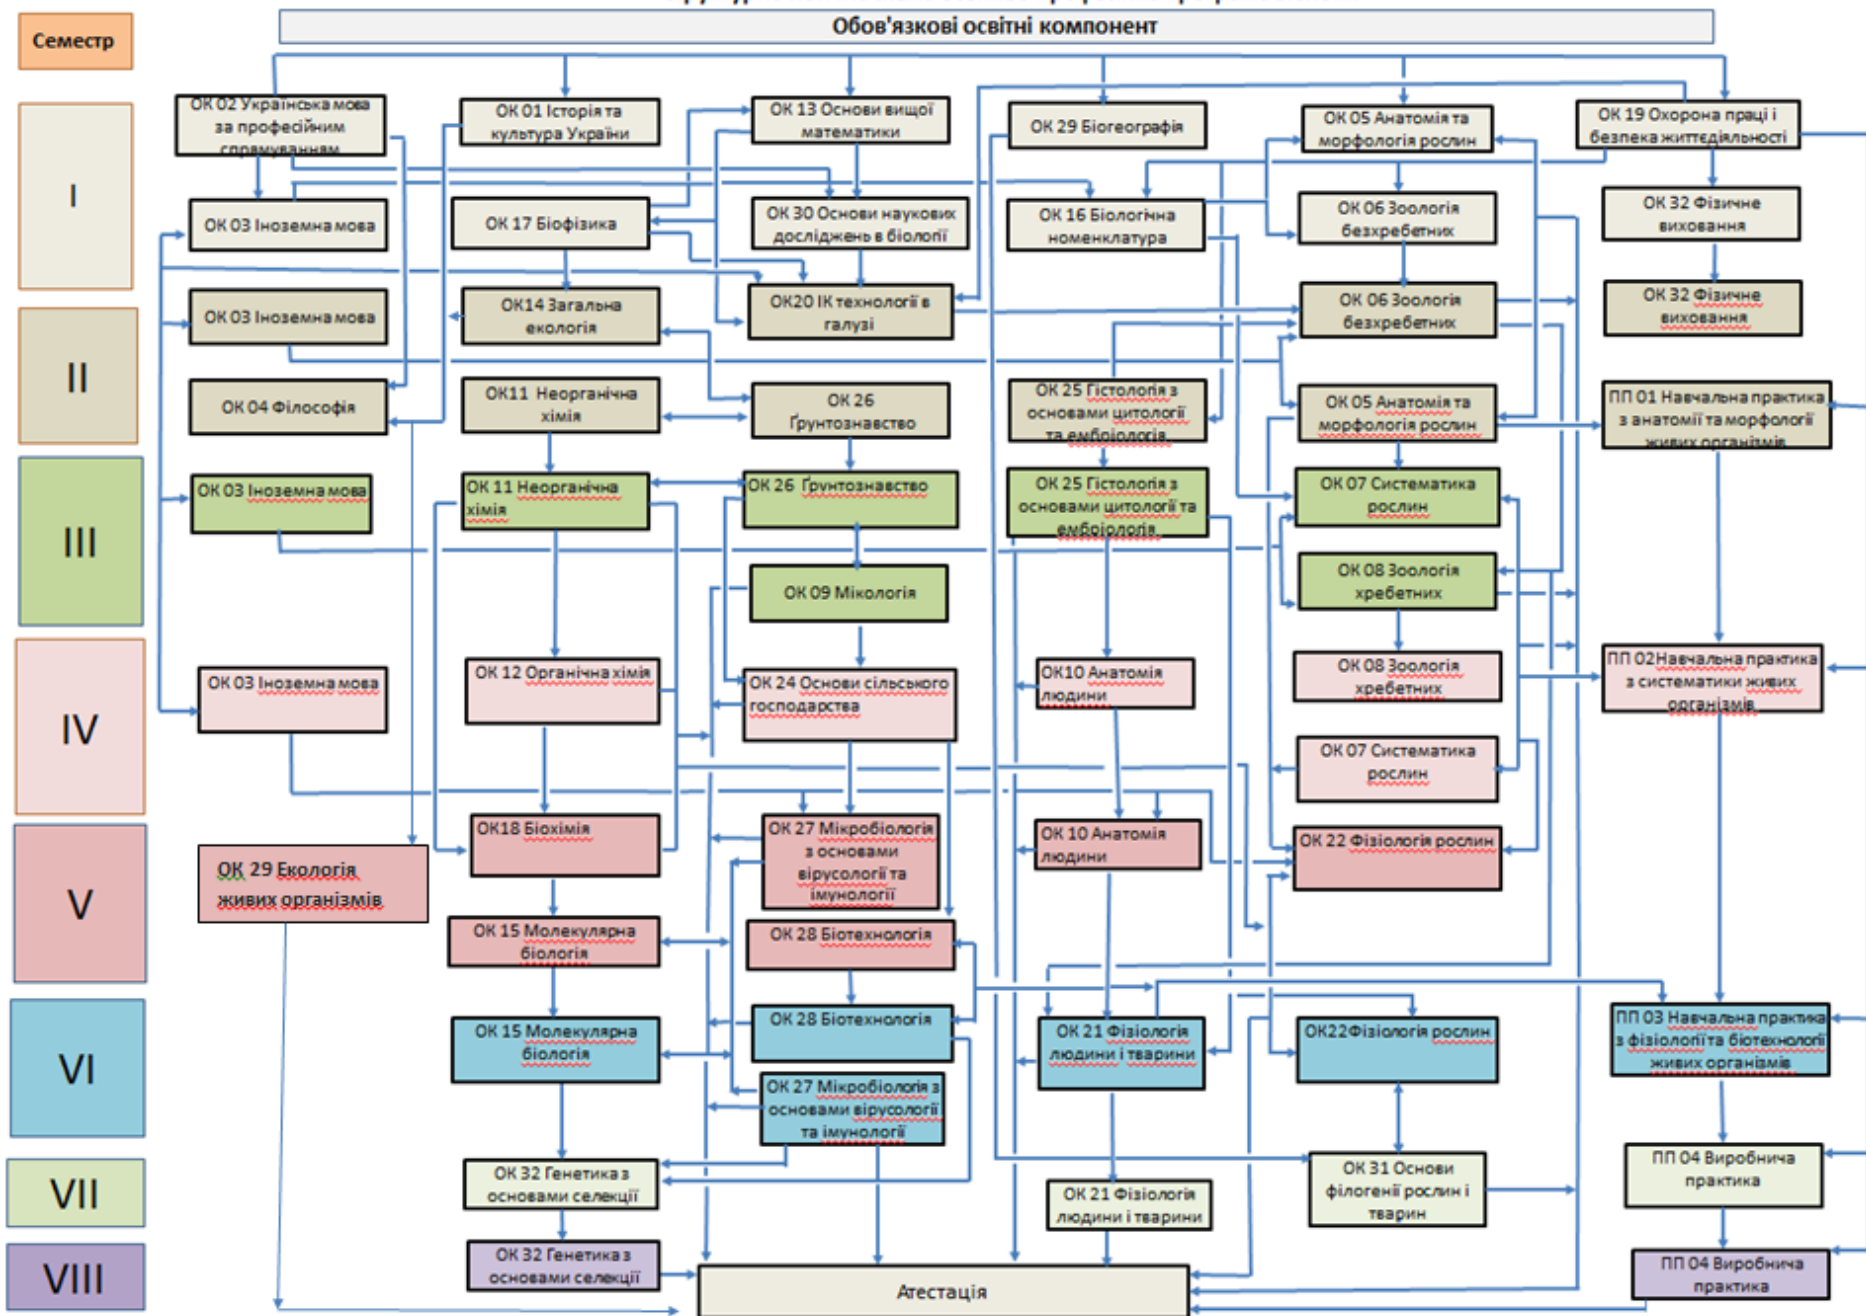 Обов'язкові освітні компонент
Семестр
I
ОК 02 Українська мова
за професійним
спрямуванням
ОК 01 Історія та
культура України
ОК 13 Основи вищої
математики
ОК 29 Біогеографія
ОК 05 Анатомія та
морфологія рослин
ОК 19 Охорона праці і
безпека життєдіяльності
ОК 03 Іноземна мова
ОК 17 Біофізика
ОК 30 Основи наукових
досліджень в біології
ОК 16 Біологічна
номенклатура
ОК 06 Зоологія
безхребетних
ОК 32 Фізичне
виховання
II
ОК 03 Іноземна мова
ОК14 Загальна
екологія
ОК20 ІК технології в
галузі
ОК 06 Зоологія
безхребетних
ОК 32 Фізичне
виховання
ОК 04 Філософія
ОК11 Неорганічна
хімія
ОК 26
Ґрунтознавство
ОК 25 Гістологія з
основами цитології
та ембріологія
ОК 05 Анатомія та
морфологія рослин
ПП 01 Навчальна практика
з анатомії та морфології
живих організмів
III
ОК 03 Іноземна мова
ОК 11 Неорганічна
хімія
ОК 26 Ґрунтознавство
ОК 25 Гістологія з
основами цитології та
ембріологія
ОК 07 Систематика
рослин
ОК 09 Мікологія
ОК 08 Зоологія
хребетних
IV
ОК 03 Іноземна мова
ОК 12 Органічна хімія
ОК 24 Основи сільського
господарства
ОК10 Анатомія
людини
ОК 08 Зоологія
хребетних
ПП 02Навчальна практика
з систематики живих
організмів
ОК 07 Систематика
рослин
V
ОК 29 Екологія
живих організмів
ОК18 Біохімія
ОК 27 Мікробіологія
з основами
вірусології та
імунології
ОК 10 Анатомія
людини
ОК 22 Фізіологія рослин
ОК 15 Молекулярна
біологія
ОК 28 Біотехнологія
VI
ОК 15 Молекулярна
біологія
ОК 28 Біотехнологія
ОК 21 Фізіологія
людини і тварини
ОК22Фізіологія рослин
ПП 03 Навчальна практика
з фізіології та біотехнології
живих організмів
ОК 27 Мікробіологія з
основами вірусології
та імунології
VII
ОК 32 Генетика з
основами селекції
ОК 21 Фізіологія
людини і тварини
ОК 31 Основи
філогенії рослин і
тварин
ПП 04 Виробнича
практика
VIII
ОК 32 Генетика з
основами селекції
Атестація
ПП 04 Виробнича
практика